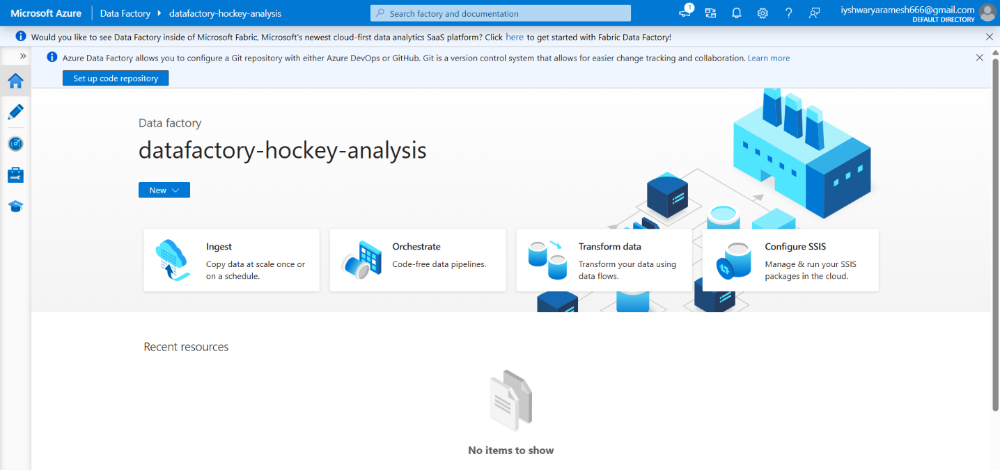 Microsoft Azure
Data Factory
datafactory-hockey-analysis
Search factory and documentation
1
iyshwaryaramesh666@gmail.com
DEFAULT DIRECTORY
Would you like to see Data Factory inside of Microsoft Fabric, Microsoft's newest cloud-first data analytics SaaS platform? Click here to get started with Fabric Data Factory!
Azure Data Factory allows you to configure a Git repository with either Azure DevOps or GitHub. Git is a version control system that allows for easier change tracking and collaboration. Learn more
Set up code repository
Data factory
datafactory-hockey-analysis
New
Ingest
Copy data at scale once or
on a schedule.
Orchestrate
Code-free data pipelines.
Transform data
Transform your data using
data flows.
Configure SSIS
Manage & run your SSIS
packages in the cloud.
Recent resources
No items to show